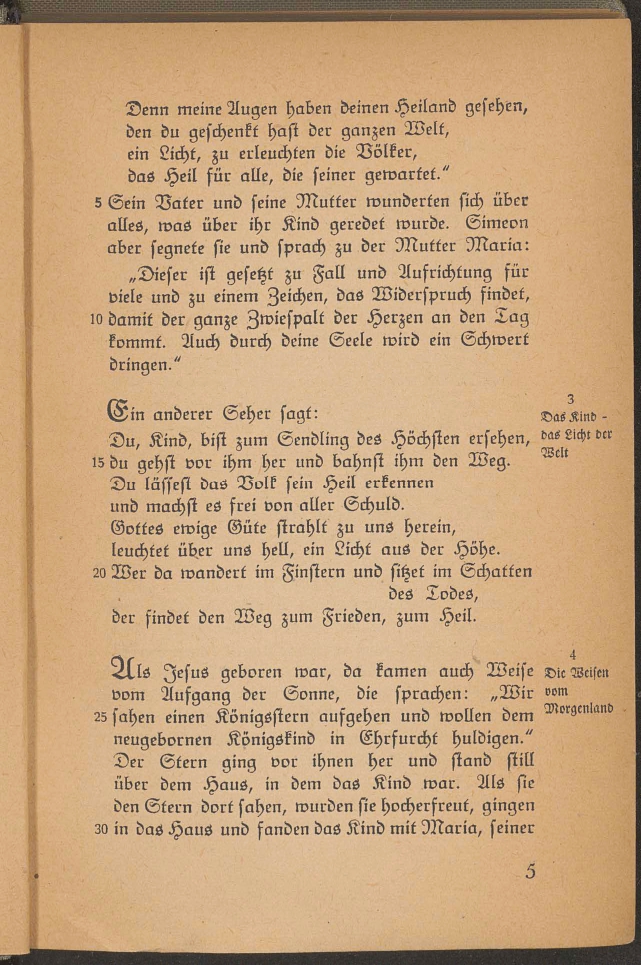 Denn meine Augen haben deinen Heiland gesehen,
den du geschenkt hast der ganzen Welt,
ein Licht, zu erleuchten die Völker,
das Heil für alle, die seiner gewartet.“
5 Sein Vater und seine Mutter wunderten sich über
alles, was über ihr Kind geredet wurde. Simeon
aber segnete sie und sprach zu der Mutter Maria:
„Dieser ist gesetzt zu Fall und Aufrichtung für
viele und zu einem Zeichen, das Widerspruch findet,
10 damit der ganze Zwiespalt der Herzen an den Tag
kommt. Auch durch deine Seele wird ein Schwert
dringen.“
3
Das Kind -
das Licht der
Welt
Ein anderer Seher sagt:
Du, Kind, bist zum Sendling des Höchsten ersehen,
15 du gehst vor ihm her und bahnst ihm den Weg.
Du lässest das Volk sein Heil erkennen
und machst es frei von aller Schuld.
Gottes ewige Güte strahlt zu uns herein,
leuchtet über uns hell, ein Licht aus der Höhe.
20 Wer da wandert im Finstern und sitzet im Schatten
des Todes,
der findet den Weg zum Frieden, zum Heil.
4
Die Weisen
vom
Morgenland
Als Jesus geboren war, da kamen auch Weise
vom Aufgang der Sonne, die sprachen: „Wir
25 sahen einen Königsstern aufgehen und wollen dem
neugebornen Königskind in Ehrfurcht huldigen.“
Der Stern ging vor ihnen her und stand still
über dem Haus, in dem das Kind war. Als sie
den Stern dort sahen, wurden sie hocherfreut, gingen
30 in das Haus und fanden das Kind mit Maria, seiner
5